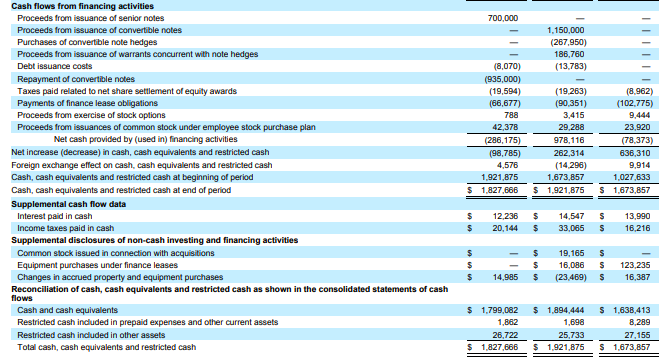 Cash flows from financing activities
Proceeds from issuance of senior notes 700,000 — —
Proceeds from issuance of convertible notes — 1,150,000 —
Purchases of convertible note hedges — (267,950) —
Proceeds from issuance of warrants concurrent with note hedges — 186,760 —
Debt issuance costs (8,070) (13,783) —
Repayment of convertible notes (935,000) — —
Taxes paid related to net share settlement of equity awards (19,594) (19,263) (8,962)
Payments of finance lease obligations (66,677) (90,351) (102,775)
Proceeds from exercise of stock options 788 3,415 9,444
Proceeds from issuances of common stock under employee stock purchase plan 42,378 29,288 23,920
Net cash provided by (used in) financing activities (286,175) 978,116 (78,373)
Net increase (decrease) in cash, cash equivalents and restricted cash (98,785) 262,314 636,310
Foreign exchange effect on cash, cash equivalents and restricted cash 4,576 (14,296) 9,914
Cash, cash equivalents and restricted cash at beginning of period 1,921,875 1,673,857 1,027,633
Cash, cash equivalents and restricted cash at end of period $ 1,827,666 $ 1,921,875 $ 1,673,857
Supplemental cash flow data
Interest paid in cash $ 12,236 $ 14,547 $ 13,990
Income taxes paid in cash $ 20,144 $ 33,065 $ 16,216
Supplemental disclosures of non-cash investing and financing activities
Common stock issued in connection with acquisitions $ — $ 19,165 $ —
Equipment purchases under finance leases $ — $ 16,086 $ 123,235
Changes in accrued property and equipment purchases $ 14,985 $ (23,469) $ 16,387
Reconciliation of cash, cash equivalents and restricted cash as shown in the consolidated statements of cash
flows
Cash and cash equivalents $ 1,799,082 $ 1,894,444 $ 1,638,413
Restricted cash included in prepaid expenses and other current assets 1,862 1,698 8,289
Restricted cash included in other assets 26,722 25,733 27,155
Total cash, cash equivalents and restricted cash $ 1,827,666 $ 1,921,875 $ 1,673,857